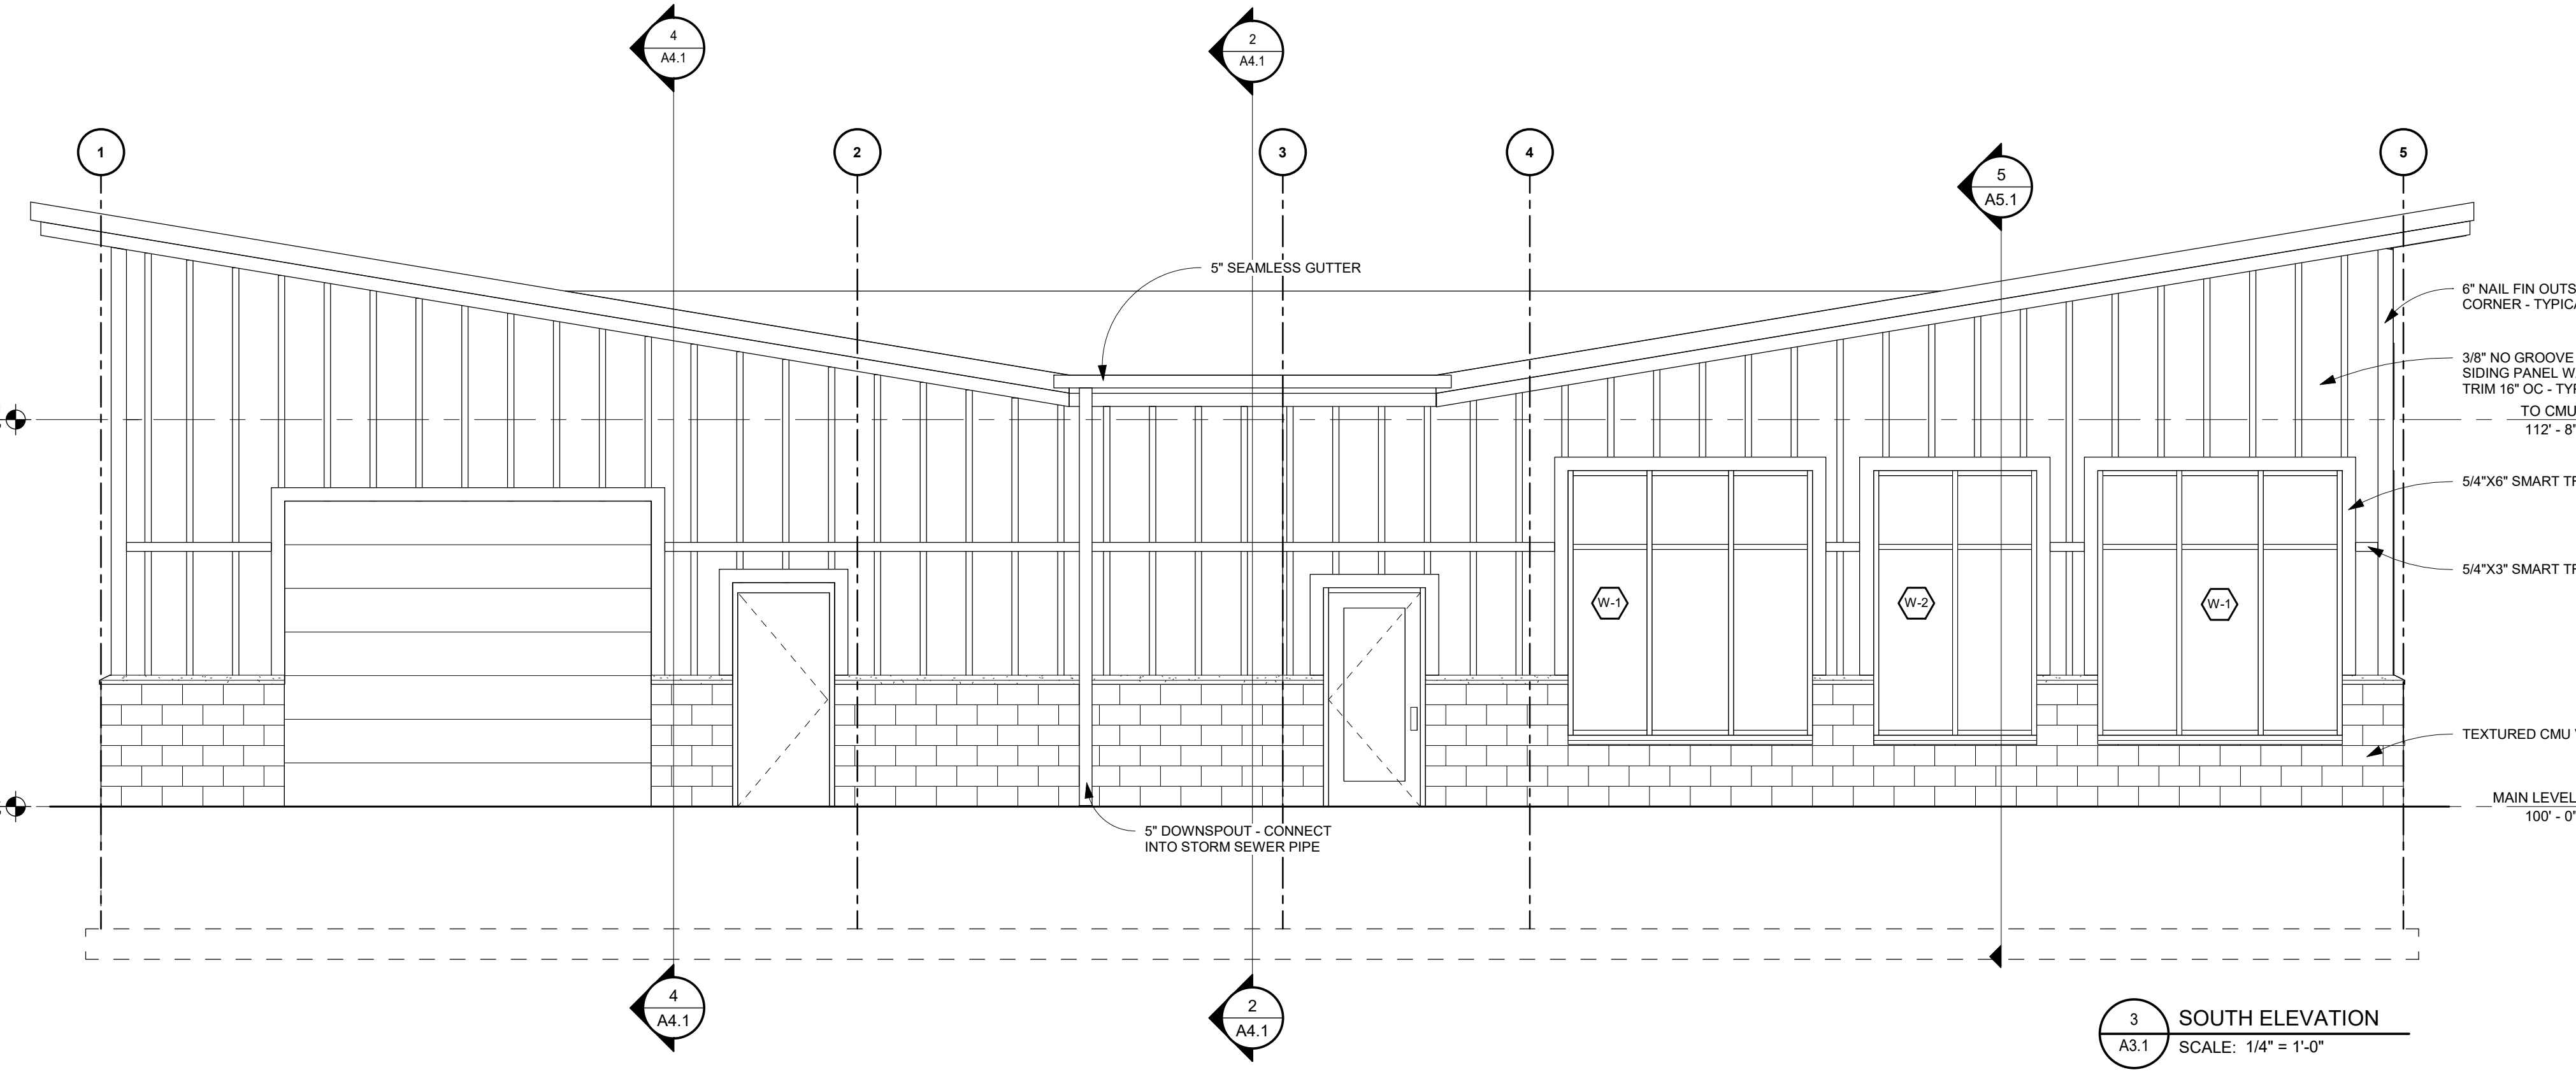 4
A4.1
2
A4.1
1
2
3
4
5
5
A5.1
5" SEAMLESS GUTTER
6" NAIL FIN OUTS
CORNER - TYPICA
3/8" NO GROOVE
SIDING PANEL W
TRIM 16" OC - TY
TO CMU
112' - 8"
5/4"X6" SMART T
5/4"X3" SMART T
W-1
W-2
W-1
TEXTURED CMU
MAIN LEVEL
100' - 0"
5" DOWNSPOUT - CONNECT
INTO STORM SEWER PIPE
4
A4.1
2
A4.1
3
A3.1
SOUTH ELEVATION
SCALE: 1/4" = 1'-0"